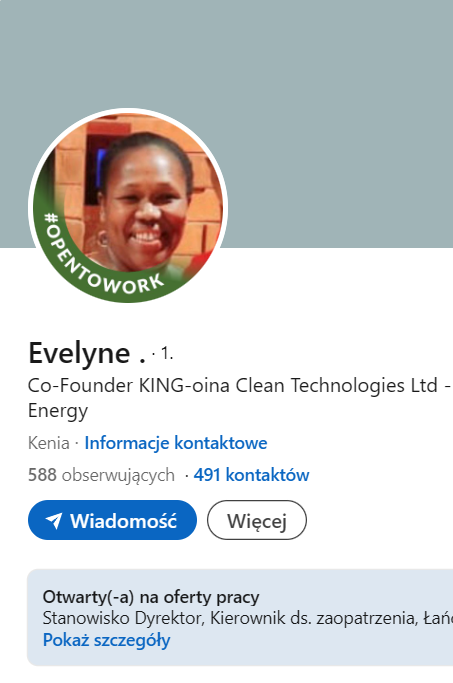 #OPENTOWORK
Evelyne . · 1.
Co-Founder KING-oina Clean Technologies Ltd -
Energy
Kenia · Informacje kontaktowe
588 obserwujących · 491 kontaktów
Wiadomość Więcej
Otwarty(-a) na oferty pracy
Stanowisko Dyrektor, Kierownik ds. zaopatrzenia,
Pokaż szczegóły